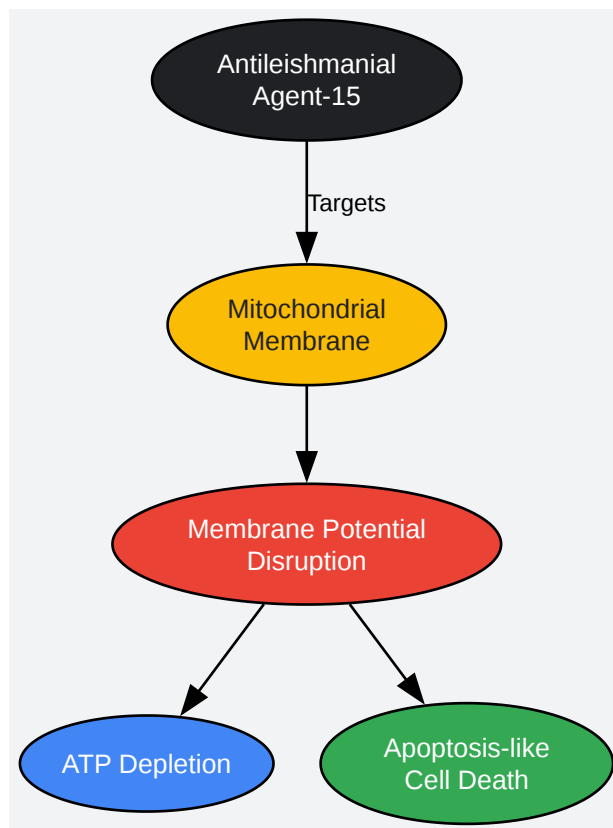 Antileishmanial
Agent-15
Targets
Mitochondrial
Membrane
Membrane Potential
Disruption
ATP Depletion
Apoptosis-like
Cell Death